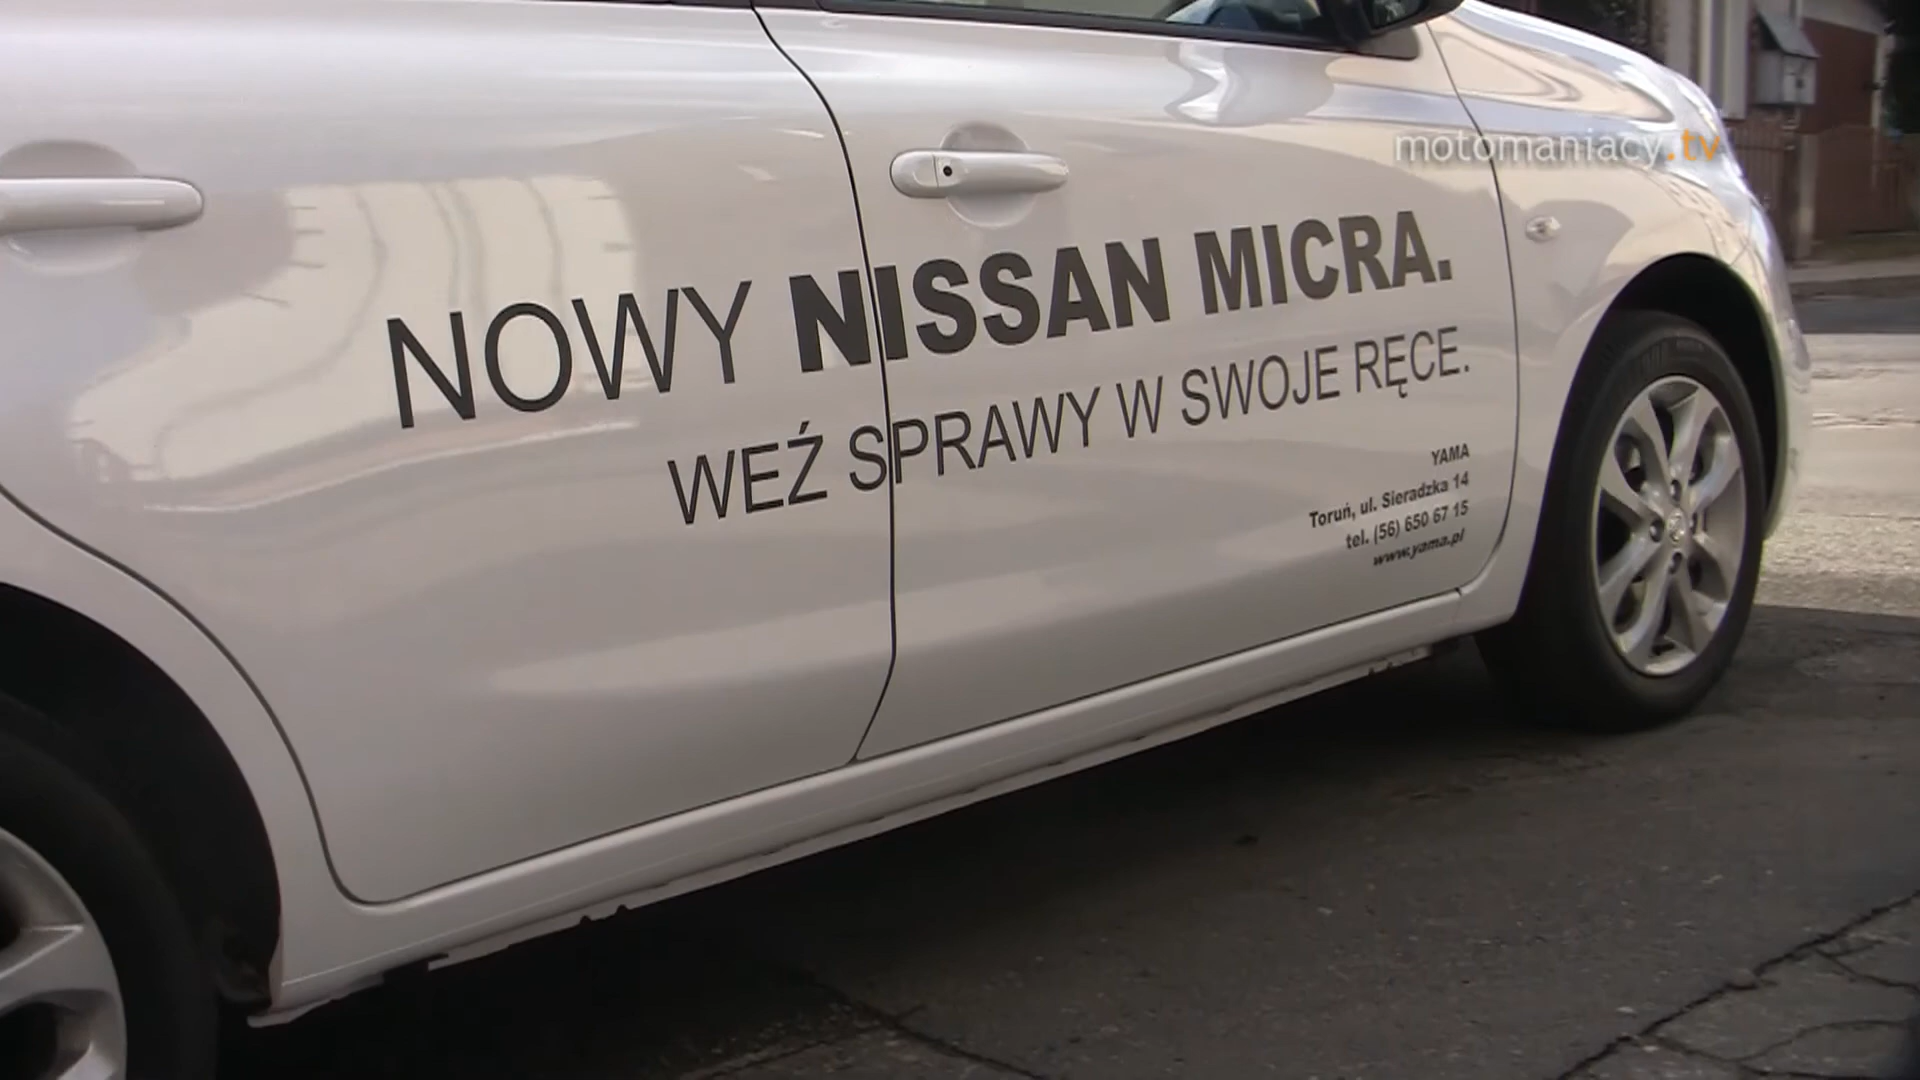 motomaniacy.tv
NOWY NISSAN MICRA.
WEŹ SPRAWY W SWOJE RĘCE.
YAMA
Toruń, ul. Sieradzka 14
tel. (56) 650 67 15
www.yama.pl